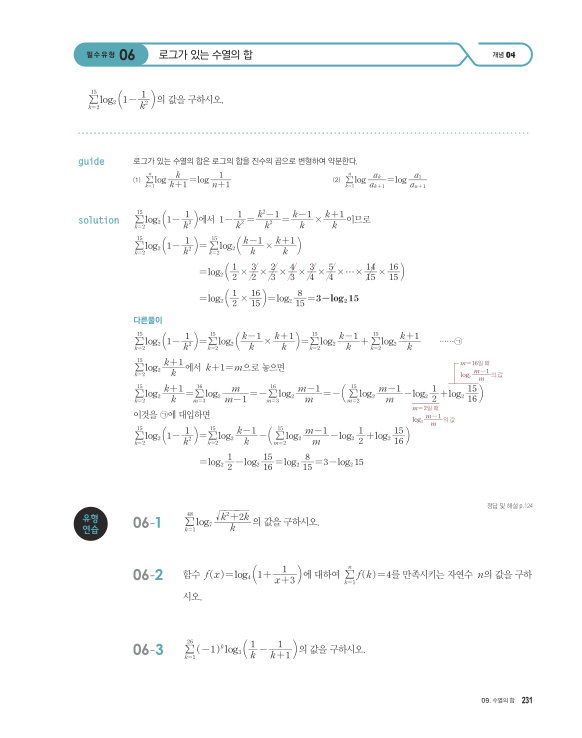 필수유형 06 로그가 있는 수열의 합 개념 04
$\sum_{k=2}^{15}\log_2\left(1-\frac{1}{k^2}\right)$의 값을 구하시오.
guide 로그가 있는 수열의 합은 로그의 합을 진수의 곱으로 변형하여 약분한다.
(1) $\sum_{k=1}^{n}\log\frac{k}{k+1}=\log\frac{1}{n+1}$ (2) $\sum_{k=1}^{n}\log\frac{a_k}{a_{k+1}}=\log\frac{a_1}{a_{n+1}}$
solution $\sum_{k=2}^{15}\log_2\left(1-\frac{1}{k^2}\right)$에서 $1-\frac{1}{k^2}=\frac{k^2-1}{k^2}=\frac{k-1}{k}\times\frac{k+1}{k}$이므로
$\sum_{k=2}^{15}\log_2\left(1-\frac{1}{k^2}\right)=\sum_{k=2}^{15}\log_2\left(\frac{k-1}{k}\times\frac{k+1}{k}\right)$
$=\log_2\left(\frac{1}{2}\times\frac{3}{2}\times\frac{2}{3}\times\frac{4}{3}\times\frac{3}{4}\times\frac{5}{4}\times\cdots\times\frac{14}{15}\times\frac{16}{15}\right)$
$=\log_2\left(\frac{1}{2}\times\frac{16}{15}\right)=\log_2\frac{8}{15}=3-\log_2 15$
다른풀이
$\sum_{k=2}^{15}\log_2\left(1-\frac{1}{k^2}\right)=\sum_{k=2}^{15}\log_2\left(\frac{k-1}{k}\times\frac{k+1}{k}\right)=\sum_{k=2}^{15}\log_2\frac{k-1}{k}+\sum_{k=2}^{15}\log_2\frac{k+1}{k}$ ……㉠
$\sum_{k=2}^{15}\log_2\frac{k+1}{k}$에서 $k+1=m$으로 놓으면
m=16일 때
$\log_2\frac{m-1}{m}$의 값
$\sum_{k=2}^{15}\log_2\frac{k+1}{k}=\sum_{m=3}^{16}\log_2\frac{m}{m-1}=-\sum_{m=3}^{16}\log_2\frac{m-1}{m}=-\left(\sum_{m=2}^{15}\log_2\frac{m-1}{m}-\log_2\frac{1}{2}+\log_2\frac{15}{16}\right)$
m=2일 때
$\log_2\frac{m-1}{m}$의 값
이것을 ㉠에 대입하면
$\sum_{k=2}^{15}\log_2\left(1-\frac{1}{k^2}\right)=\sum_{k=2}^{15}\log_2\frac{k-1}{k}-\left(\sum_{m=2}^{15}\log_2\frac{m-1}{m}-\log_2\frac{1}{2}+\log_2\frac{15}{16}\right)$
$=\log_2\frac{1}{2}-\log_2\frac{15}{16}=\log_2\frac{8}{15}=3-\log_2 15$
정답 및 해설 p.124
유형
연습
06-1 $\sum_{k=1}^{48}\log_7\frac{\sqrt{k^2+2k}}{k}$의 값을 구하시오.
06-2 함수 $f(x)=\log_4\left(1+\frac{1}{x+3}\right)$에 대하여 $\sum_{k=1}^{n}f(k)=4$를 만족시키는 자연수 n의 값을 구하
시오.
06-3 $\sum_{k=1}^{26}(-1)^k\log_3\left(\frac{1}{k}-\frac{1}{k+1}\right)$의 값을 구하시오.
09. 수열의 합 231